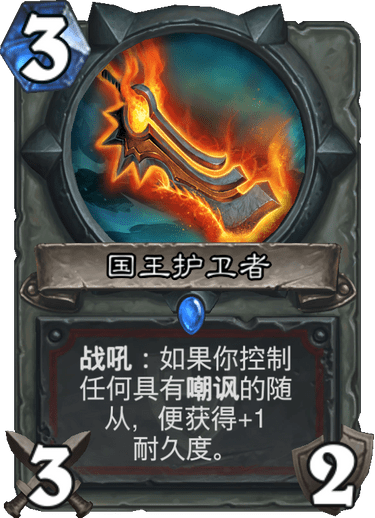 3
国王护卫者
战吼：如果你控制
任何具有嘲讽的随
从，便获得+1
耐久度。
3
2